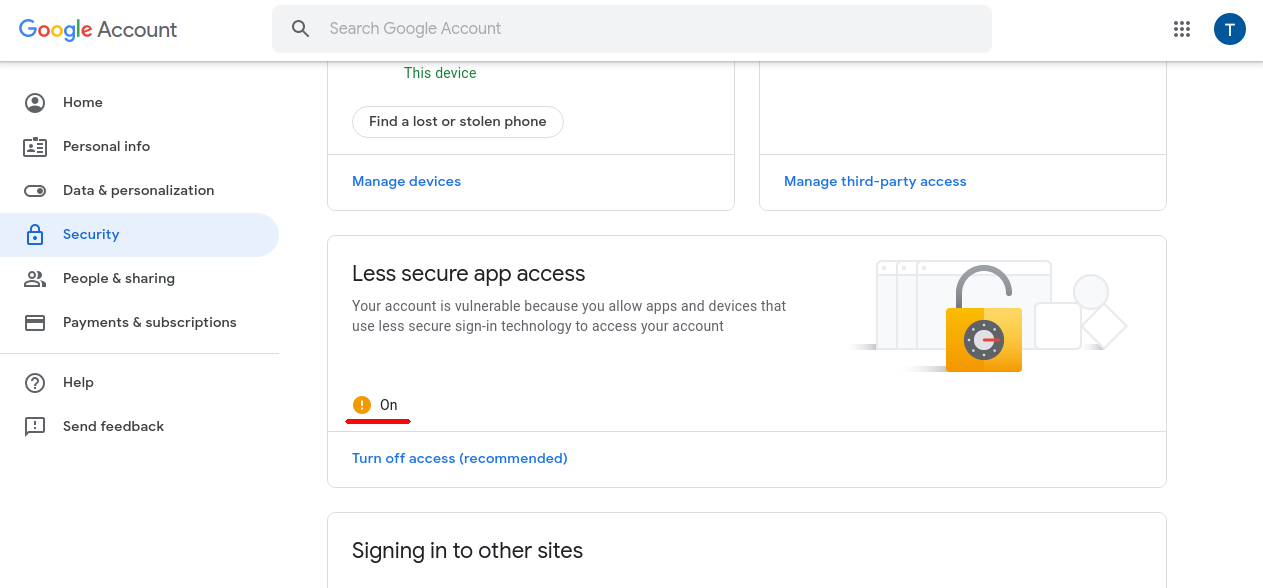 Google Account
Search Google Account
T
Home
Personal info
Data & personalization
Security
People & sharing
Payments & subscriptions
Help
Send feedback
This device
Find a lost or stolen phone
Manage devices
Manage third-party access
Less secure app access
Your account is vulnerable because you allow apps and devices that
use less secure sign-in technology to access your account
On
Turn off access (recommended)
Signing in to other sites